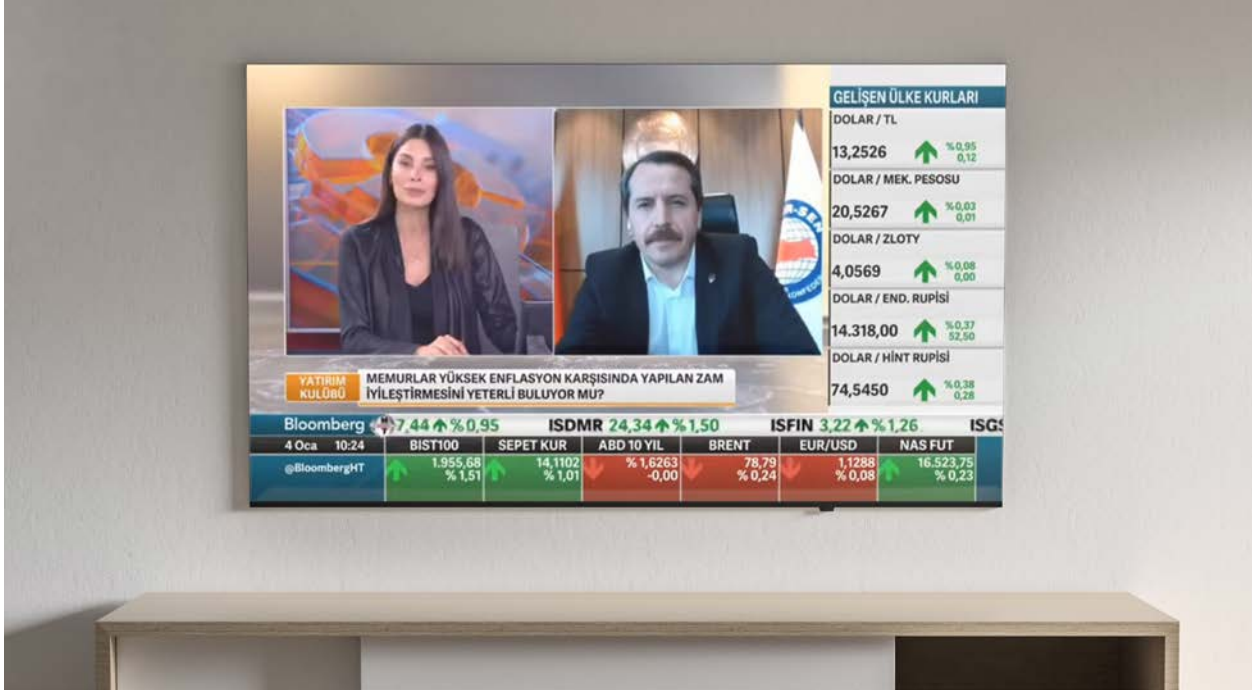 GELİŞEN ÜLKE KURLARI
DOLAR / TL
13,2526 %0,95
0,12
DOLAR / MEK. PESOSU
20,5267 %0,03
0,01
DOLAR / ZLOTY
4,0569 %0,08
0,00
DOLAR / END. RUPİSİ
14.318,00 %0,37
52,50
DOLAR / HİNT RUPİSİ
74,5450 %0,38
0,28
YATIRIM
KULÜBÜ
MEMURLAR YÜKSEK ENFLASYON KARŞISINDA YAPILAN ZAM
İYİLEŞTİRMESİNİ YETERLİ BULUYOR MU?
Bloomberg 7,44 %0,95 ISDMR 24,34 %1,50 ISFIN 3,22 %1,26
4 Oca 10:24 BIST100 SEPET KUR ABD 10 YIL BRENT EUR/USD NAS FUT
@BloombergHT 1.955,68 14,1102 % 1,6263 78,79 1,1288 16.523,75
% 1,51 % 1,01 -0,00 % 0,24 % 0,08 % 0,23